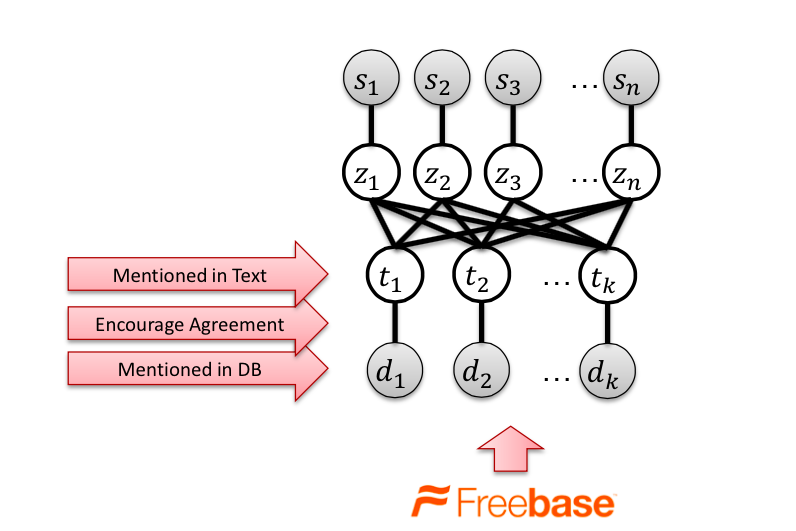 s₁ s₂ s₃ … sₙ
z₁ z₂ z₃ … zₙ
Mentioned in Text
t₁ t₂ … tₖ
Encourage Agreement
Mentioned in DB
d₁ d₂ … dₖ
Freebase